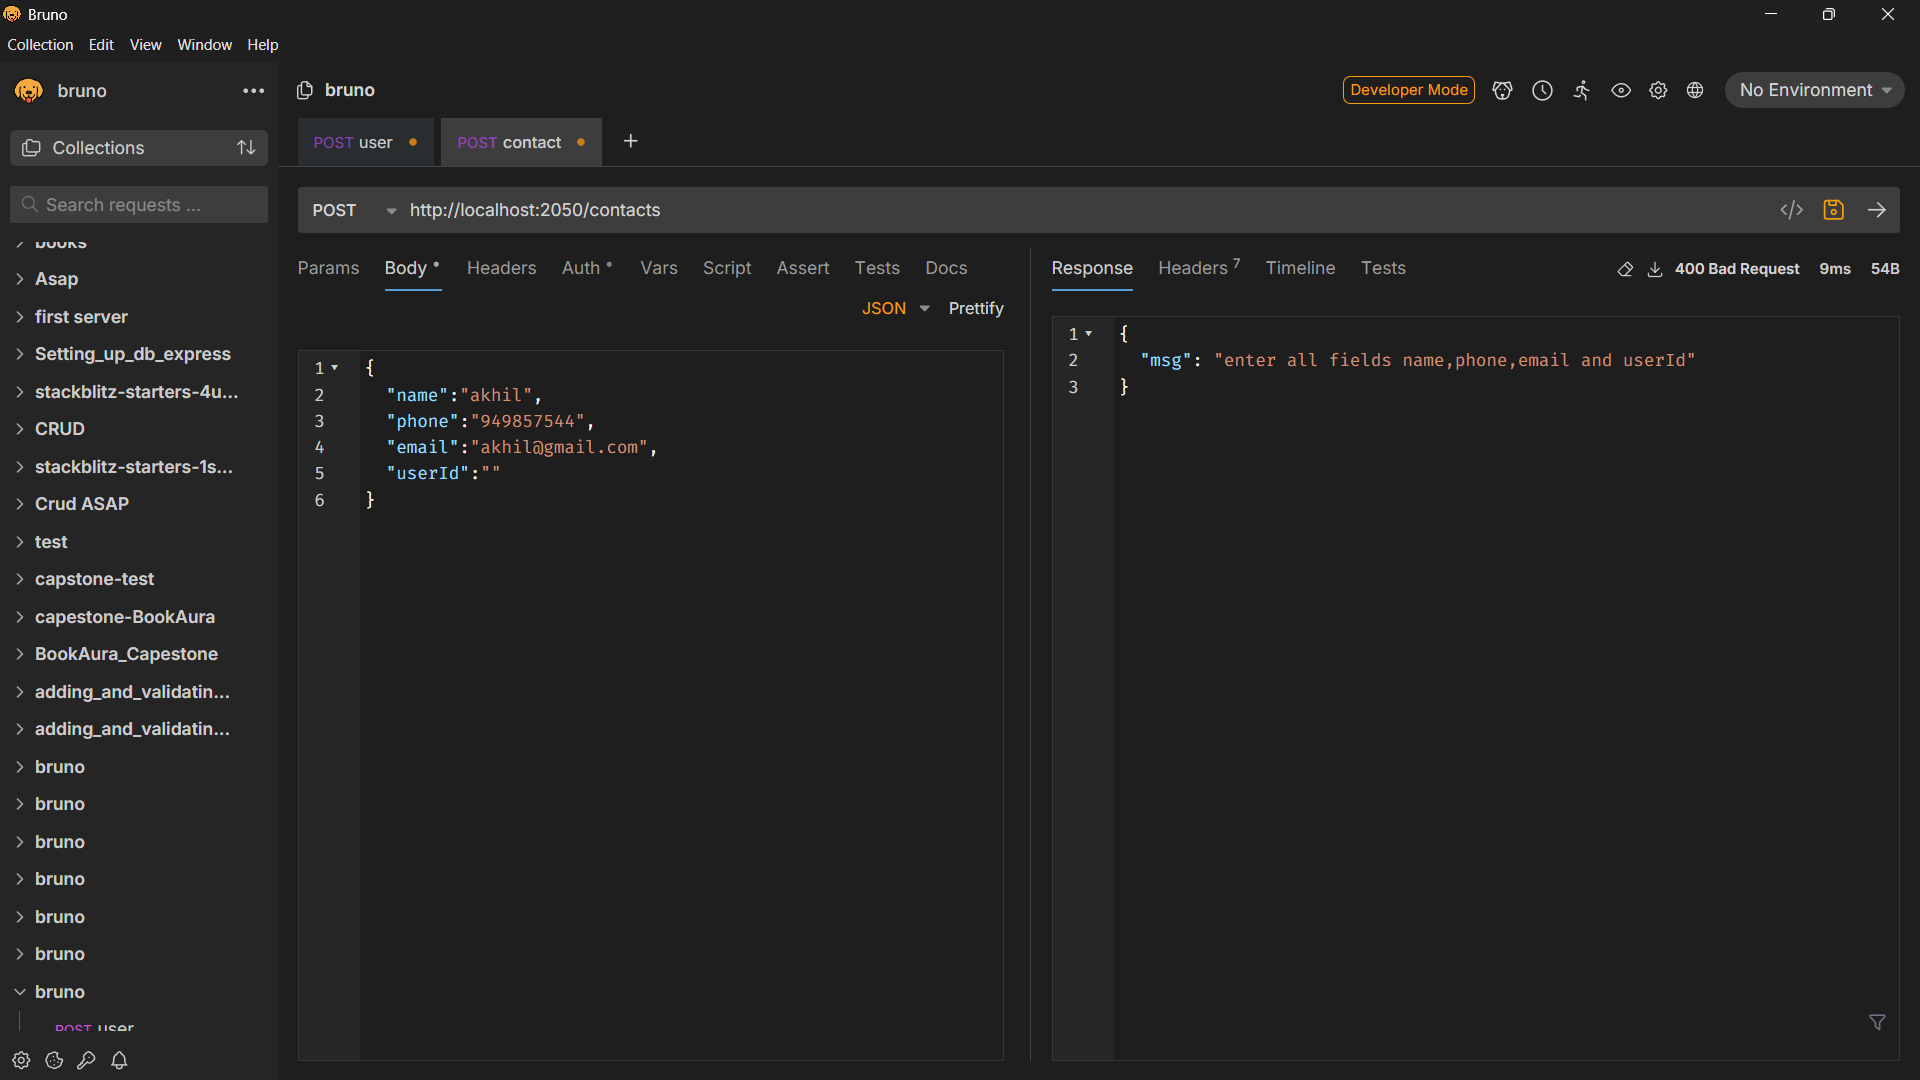 Bruno
Collection Edit View Window Help
bruno
Collections
Search requests ...
books
Asap
first server
Setting_up_db_express
stackblitz-starters-4u...
CRUD
stackblitz-starters-1s...
Crud ASAP
test
capstone-test
capestone-BookAura
BookAura_Capestone
adding_and_validatin...
adding_and_validatin...
bruno
bruno
bruno
bruno
bruno
bruno
bruno
POST user
bruno
Developer Mode
No Environment
POST user
POST contact
POST http://localhost:2050/contacts
Params Body Headers Auth Vars Script Assert Tests Docs
JSON Prettify
1 {
2 "name":"akhil",
3 "phone":"949857544",
4 "email":"akhil@gmail.com",
5 "userId":""
6 }
Response Headers 7 Timeline Tests
400 Bad Request 9ms 54B
1 {
2 "msg": "enter all fields name,phone,email and userId"
3 }